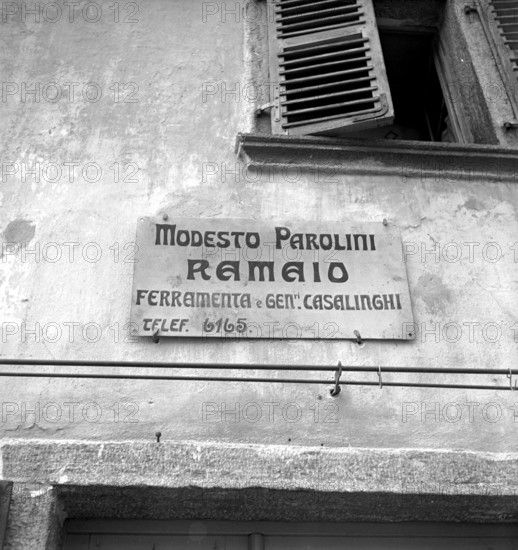 MODESTO PAROLINI
RAMAIO
FERRAMENTA e GENRI. CASALINGHI
TELEF. 6165.